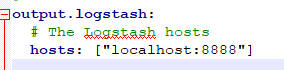 output.logstash:
# The Logstash hosts
hosts: ["localhost:8888"]